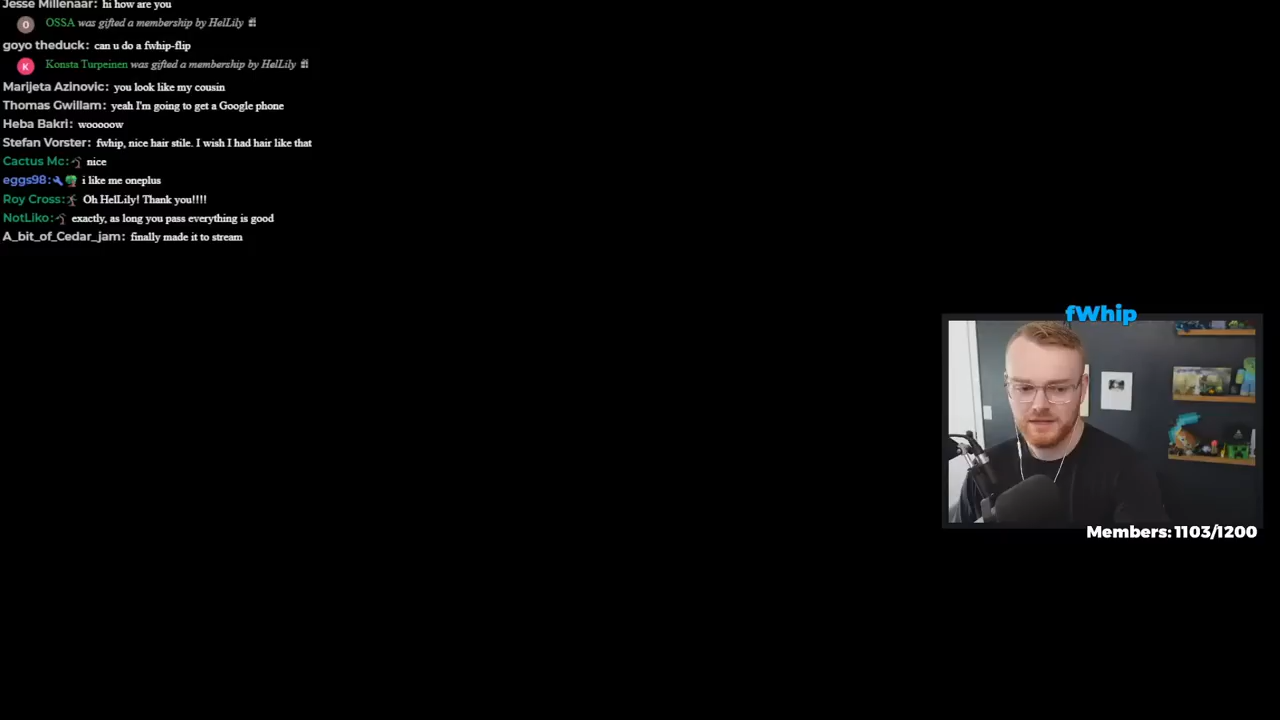 Jesse Millenaar: hi how are you
OSSA was gifted a membership by HelLily
goyo theduck: can u do a fwhip-flip
K Konsta Turpeinen was gifted a membership by HelLily
Marijeta Azinovic: you look like my cousin
Thomas Gwillam: yeah I'm going to get a Google phone
Heba Bakri: wooooow
Stefan Vorster: fwhip, nice hair stile. I wish I had hair like that
Cactus Mc: nice
eggs98: i like me oneplus
Roy Cross: Oh HelLily! Thank you!!!!
NotLiko: exactly, as long you pass everything is good
A_bit_of_Cedar_jam: finally made it to stream
fWhip
Members: 1103/1200